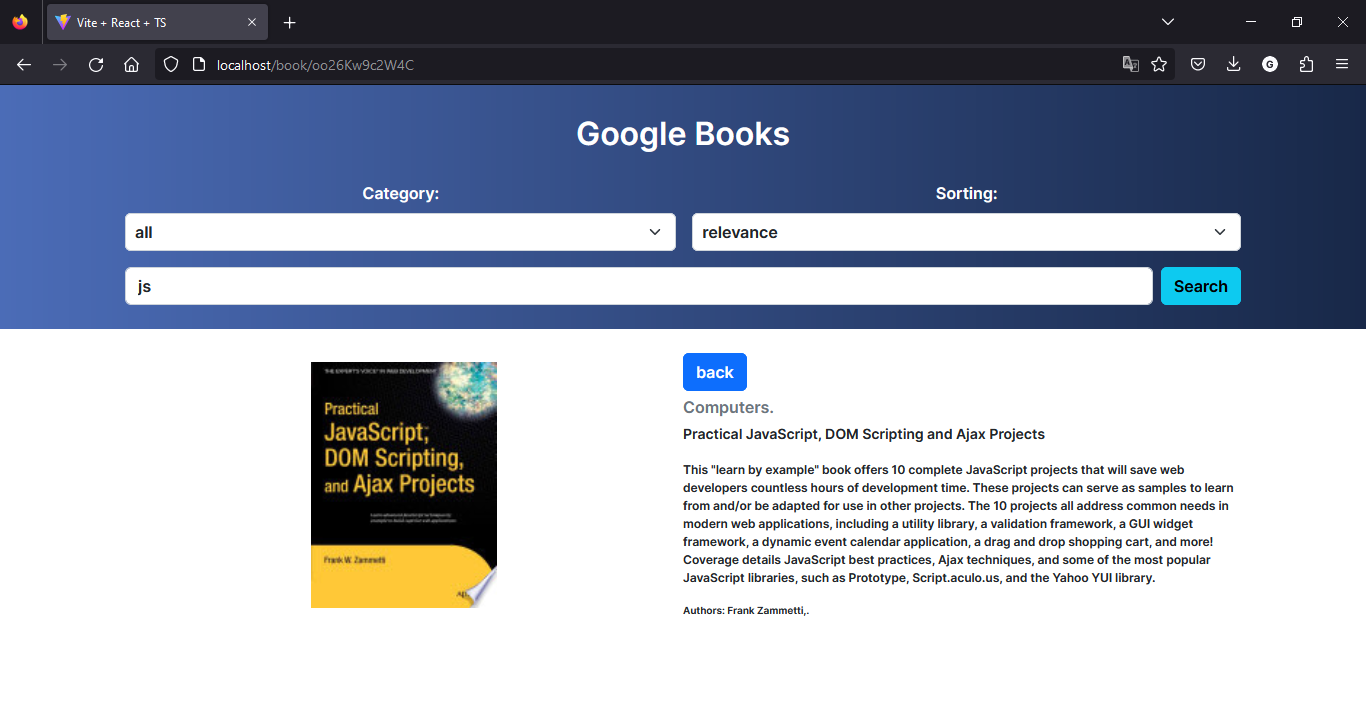 Vite + React + TS
localhost/book/oo26Kw9c2W4C
G
Google Books
Category:
Sorting:
all
relevance
js
Search
THE EXPERT'S VOICE® IN WEB DEVELOPMENT
Practical
JavaScript,
DOM Scripting,
and Ajax Projects
Frank W. Zammetti
back
Computers.
Practical JavaScript, DOM Scripting and Ajax Projects
This "learn by example" book offers 10 complete JavaScript projects that will save web
developers countless hours of development time. These projects can serve as samples to learn
from and/or be adapted for use in other projects. The 10 projects all address common needs in
modern web applications, including a utility library, a validation framework, a GUI widget
framework, a dynamic event calendar application, a drag and drop shopping cart, and more!
Coverage details JavaScript best practices, Ajax techniques, and some of the most popular
JavaScript libraries, such as Prototype, Script.aculo.us, and the Yahoo YUI library.
Authors: Frank Zammetti,.